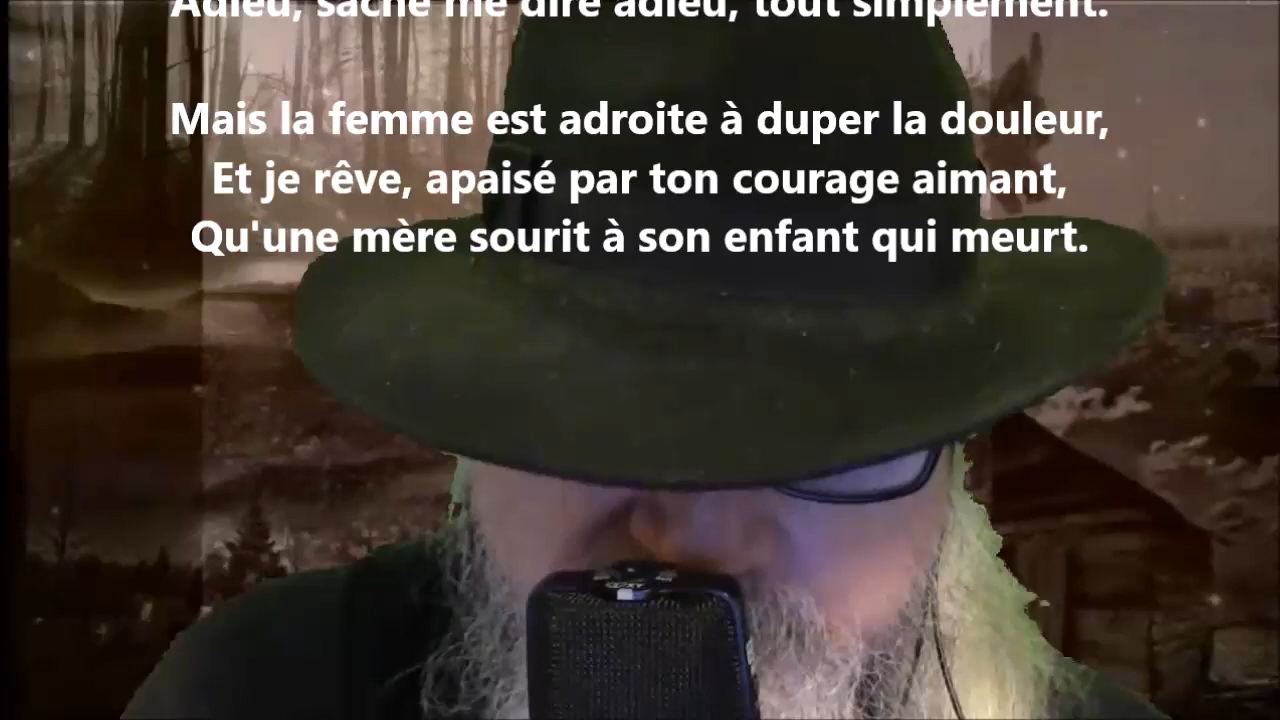 Adieu, sache me dire adieu, tout simplement.
Mais la femme est adroite à duper la douleur,
Et je rêve, apaisé par ton courage aimant,
Qu'une mère sourit à son enfant qui meurt.